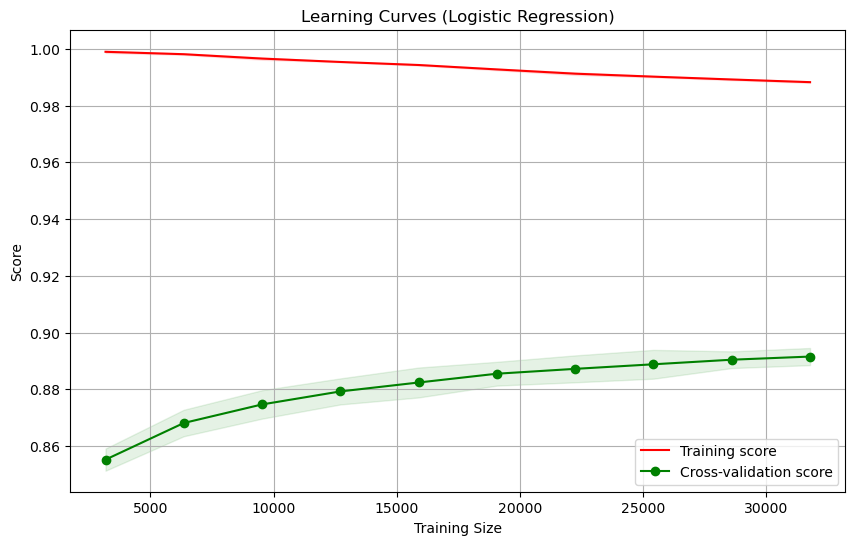 Learning Curves (Logistic Regression)
1.00
0.98
0.96
0.94
0.92
0.90
0.88
0.86
Score
Training score
Cross-validation score
5000 10000 15000 20000 25000 30000
Training Size